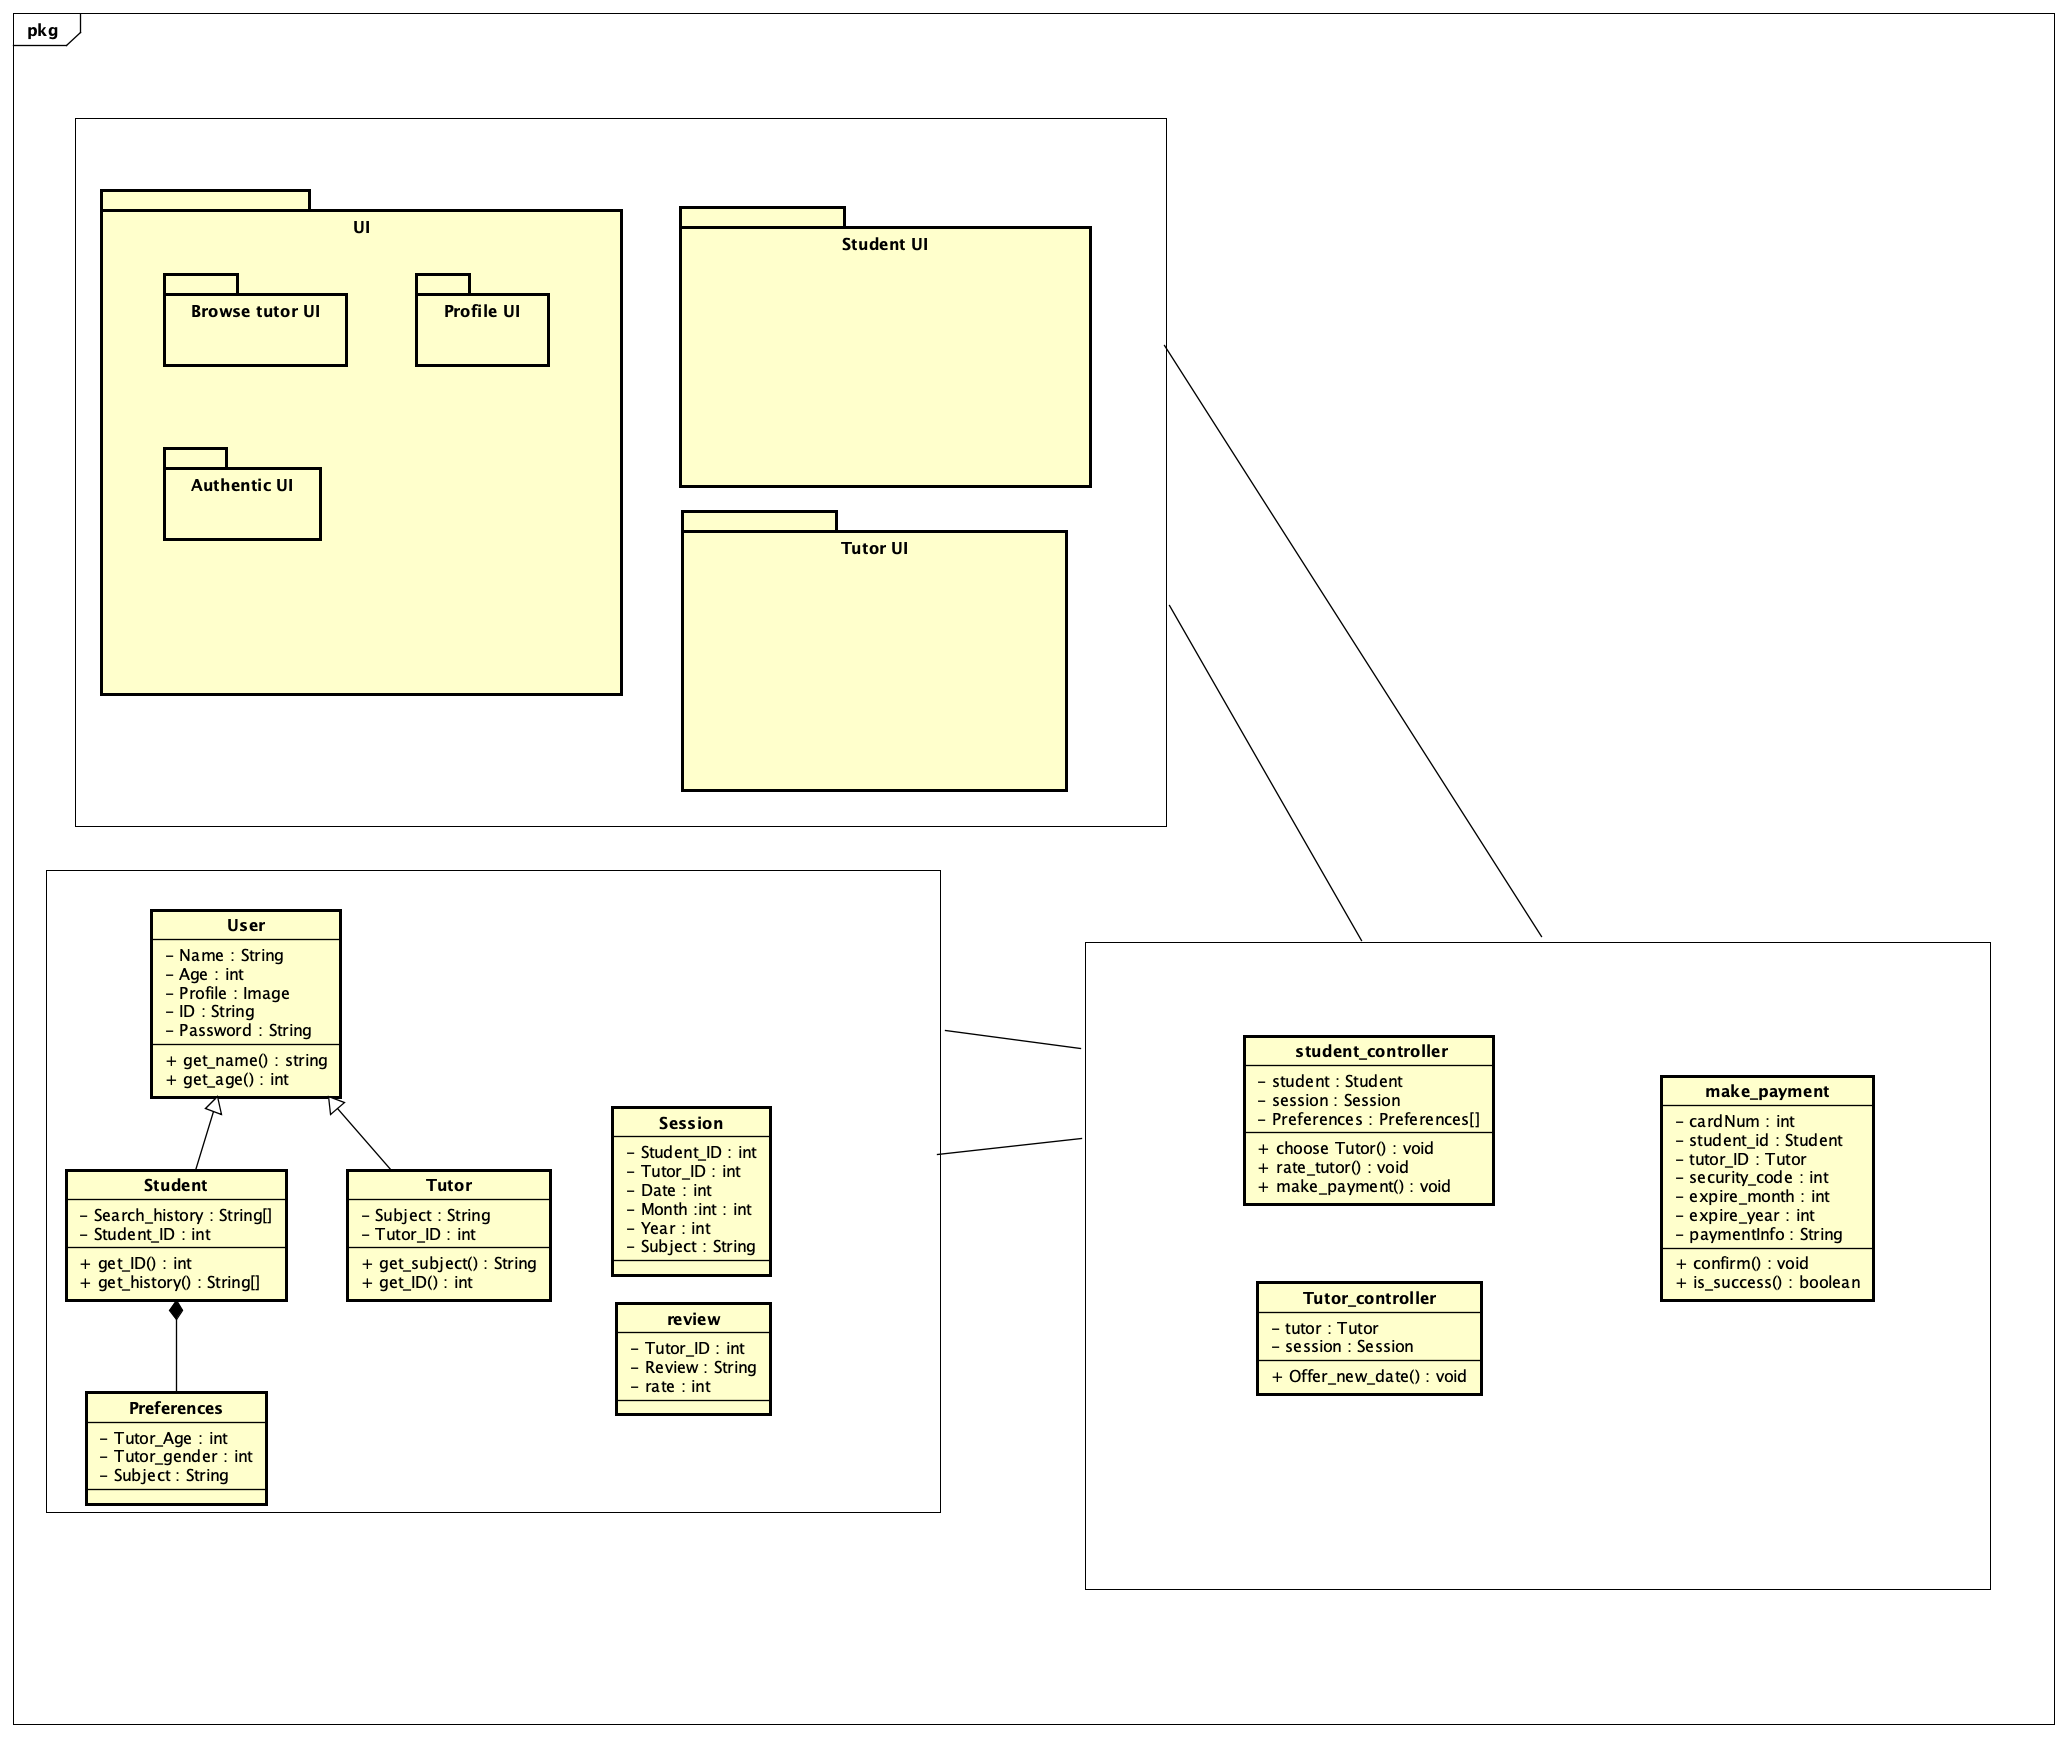 pkg
UI
Browse tutor UI
Profile UI
Authentic UI
Student UI
Tutor UI
User
– Name : String
– Age : int
– Profile : Image
– ID : String
– Password : String
+ get_name() : string
+ get_age() : int
Student
– Search_history : String[]
– Student_ID : int
+ get_ID() : int
+ get_history() : String[]
Tutor
– Subject : String
– Tutor_ID : int
+ get_subject() : String
+ get_ID() : int
Preferences
– Tutor_Age : int
– Tutor_gender : int
– Subject : String
Session
– Student_ID : int
– Tutor_ID : int
– Date : int
– Month :int : int
– Year : int
– Subject : String
review
– Tutor_ID : int
– Review : String
– rate : int
student_controller
– student : Student
– session : Session
– Preferences : Preferences[]
+ choose Tutor() : void
+ rate_tutor() : void
+ make_payment() : void
Tutor_controller
– tutor : Tutor
– session : Session
+ Offer_new_date() : void
make_payment
– cardNum : int
– student_id : Student
– tutor_ID : Tutor
– security_code : int
– expire_month : int
– expire_year : int
– paymentInfo : String
+ confirm() : void
+ is_success() : boolean